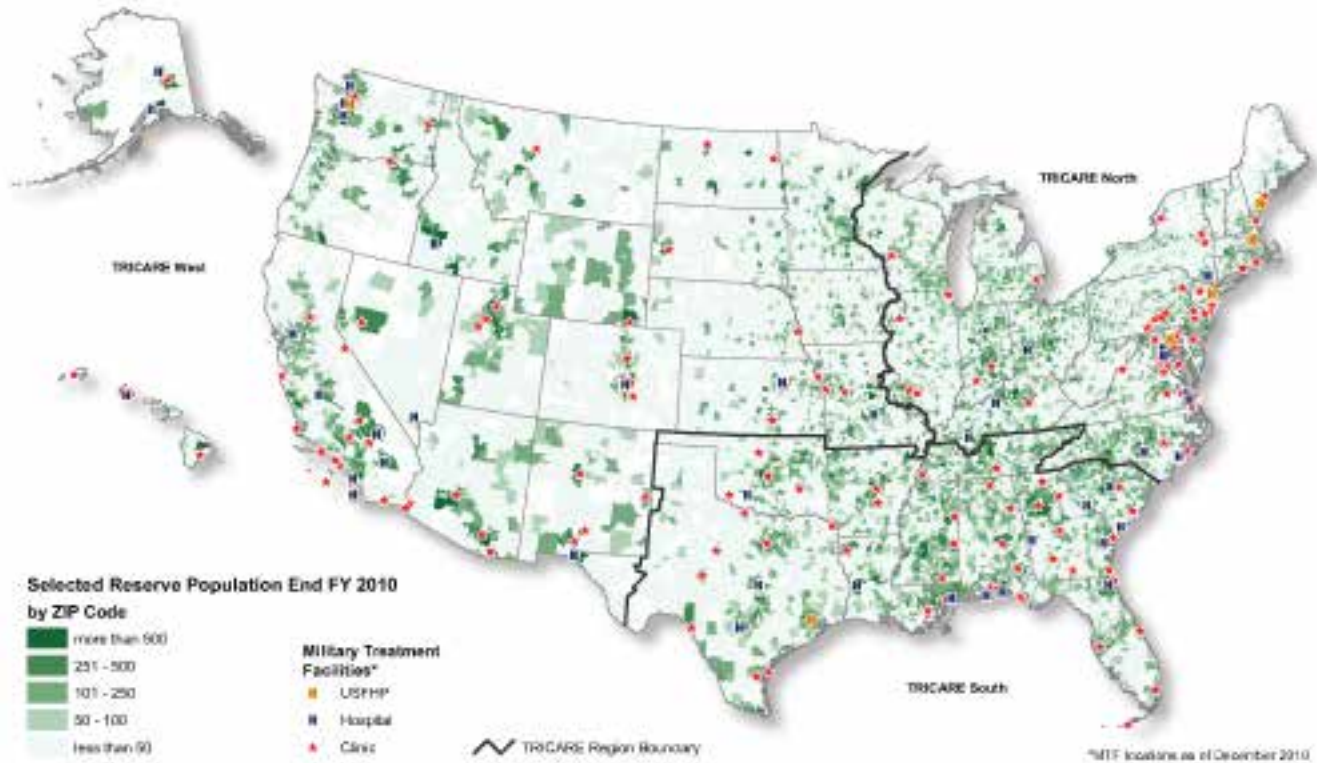 TRICARE North
TRICARE West
TRICARE South
Selected Reserve Population End FY 2010
by ZIP Code
more than 500
251 - 500
101 - 250
50 - 100
less than 50
Military Treatment
Facilities*
USFHP
Hospital
Clinic
TRICARE Region Boundary
*MTF locations as of December 2010